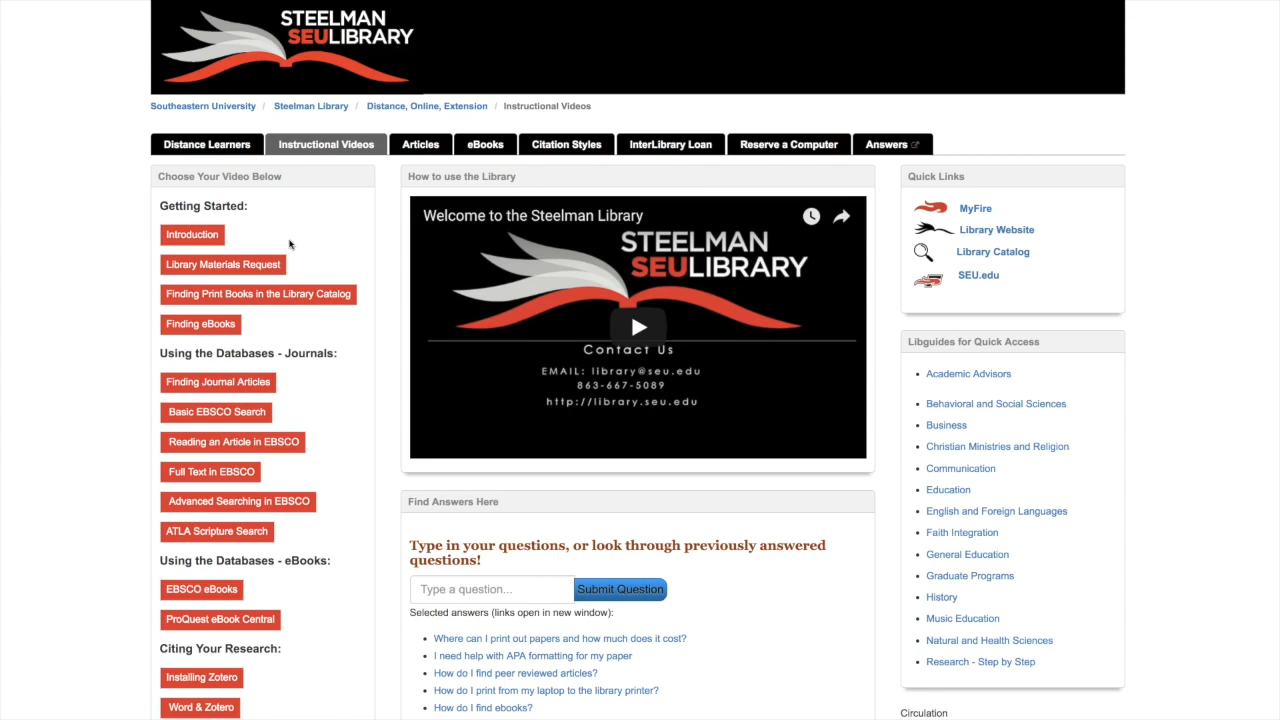 STEELMAN
SEULIBRARY
Southeastern University / Steelman Library / Distance, Online, Extension / Instructional Videos
Distance Learners
Instructional Videos
Articles
eBooks
Citation Styles
InterLibrary Loan
Reserve a Computer
Answers
Choose Your Video Below
Getting Started:
Introduction
Library Materials Request
Finding Print Books in the Library Catalog
Finding eBooks
Using the Databases - Journals:
Finding Journal Articles
Basic EBSCO Search
Reading an Article in EBSCO
Full Text in EBSCO
Advanced Searching in EBSCO
ATLA Scripture Search
Using the Databases - eBooks:
EBSCO eBooks
ProQuest eBook Central
Citing Your Research:
Installing Zotero
Word & Zotero
How to use the Library
Welcome to the Steelman Library
STEELMAN
SEULIBRARY
Contact Us
EMAIL: library@seu.edu
863-667-5089
http://library.seu.edu
Find Answers Here
Type in your questions, or look through previously answered
questions!
Type a question...
Submit Question
Selected answers (links open in new window):
Where can I print out papers and how much does it cost?
I need help with APA formatting for my paper
How do I find peer reviewed articles?
How do I print from my laptop to the library printer?
How do I find ebooks?
Quick Links
MyFire
Library Website
Library Catalog
SEU.edu
Libguides for Quick Access
Academic Advisors
Behavioral and Social Sciences
Business
Christian Ministries and Religion
Communication
Education
English and Foreign Languages
Faith Integration
General Education
Graduate Programs
History
Music Education
Natural and Health Sciences
Research - Step by Step
Circulation